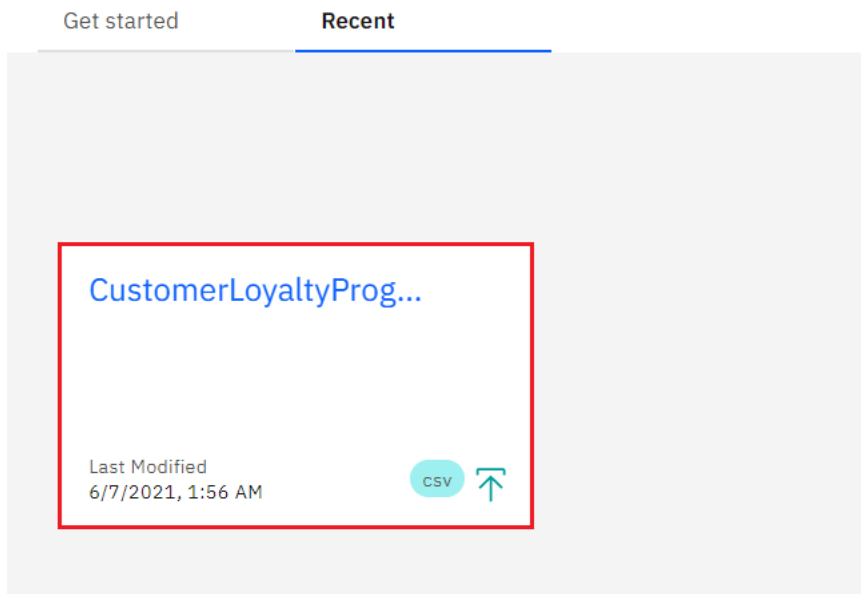 Get started
Recent
CustomerLoyaltyProg...
Last Modified
6/7/2021, 1:56 AM
csv